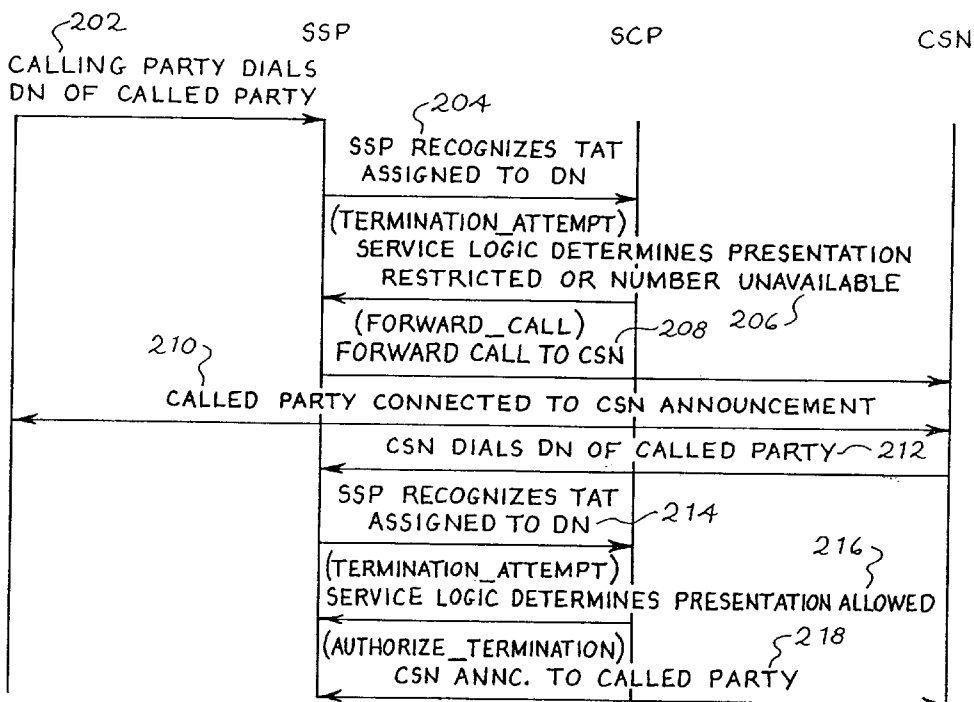 202
SSP SCP CSN
CALLING PARTY DIALS
DN OF CALLED PARTY
204
SSP RECOGNIZES TAT
ASSIGNED TO DN
(TERMINATION_ATTEMPT)
SERVICE LOGIC DETERMINES PRESENTATION
RESTRICTED OR NUMBER UNAVAILABLE
206
(FORWARD_CALL)
208
FORWARD CALL TO CSN
210
CALLED PARTY CONNECTED TO CSN ANNOUNCEMENT
CSN DIALS DN OF CALLED PARTY 212
SSP RECOGNIZES TAT
ASSIGNED TO DN 214
216
(TERMINATION_ATTEMPT)
SERVICE LOGIC DETERMINES PRESENTATION ALLOWED
(AUTHORIZE_TERMINATION) 218
CSN ANNC. TO CALLED PARTY